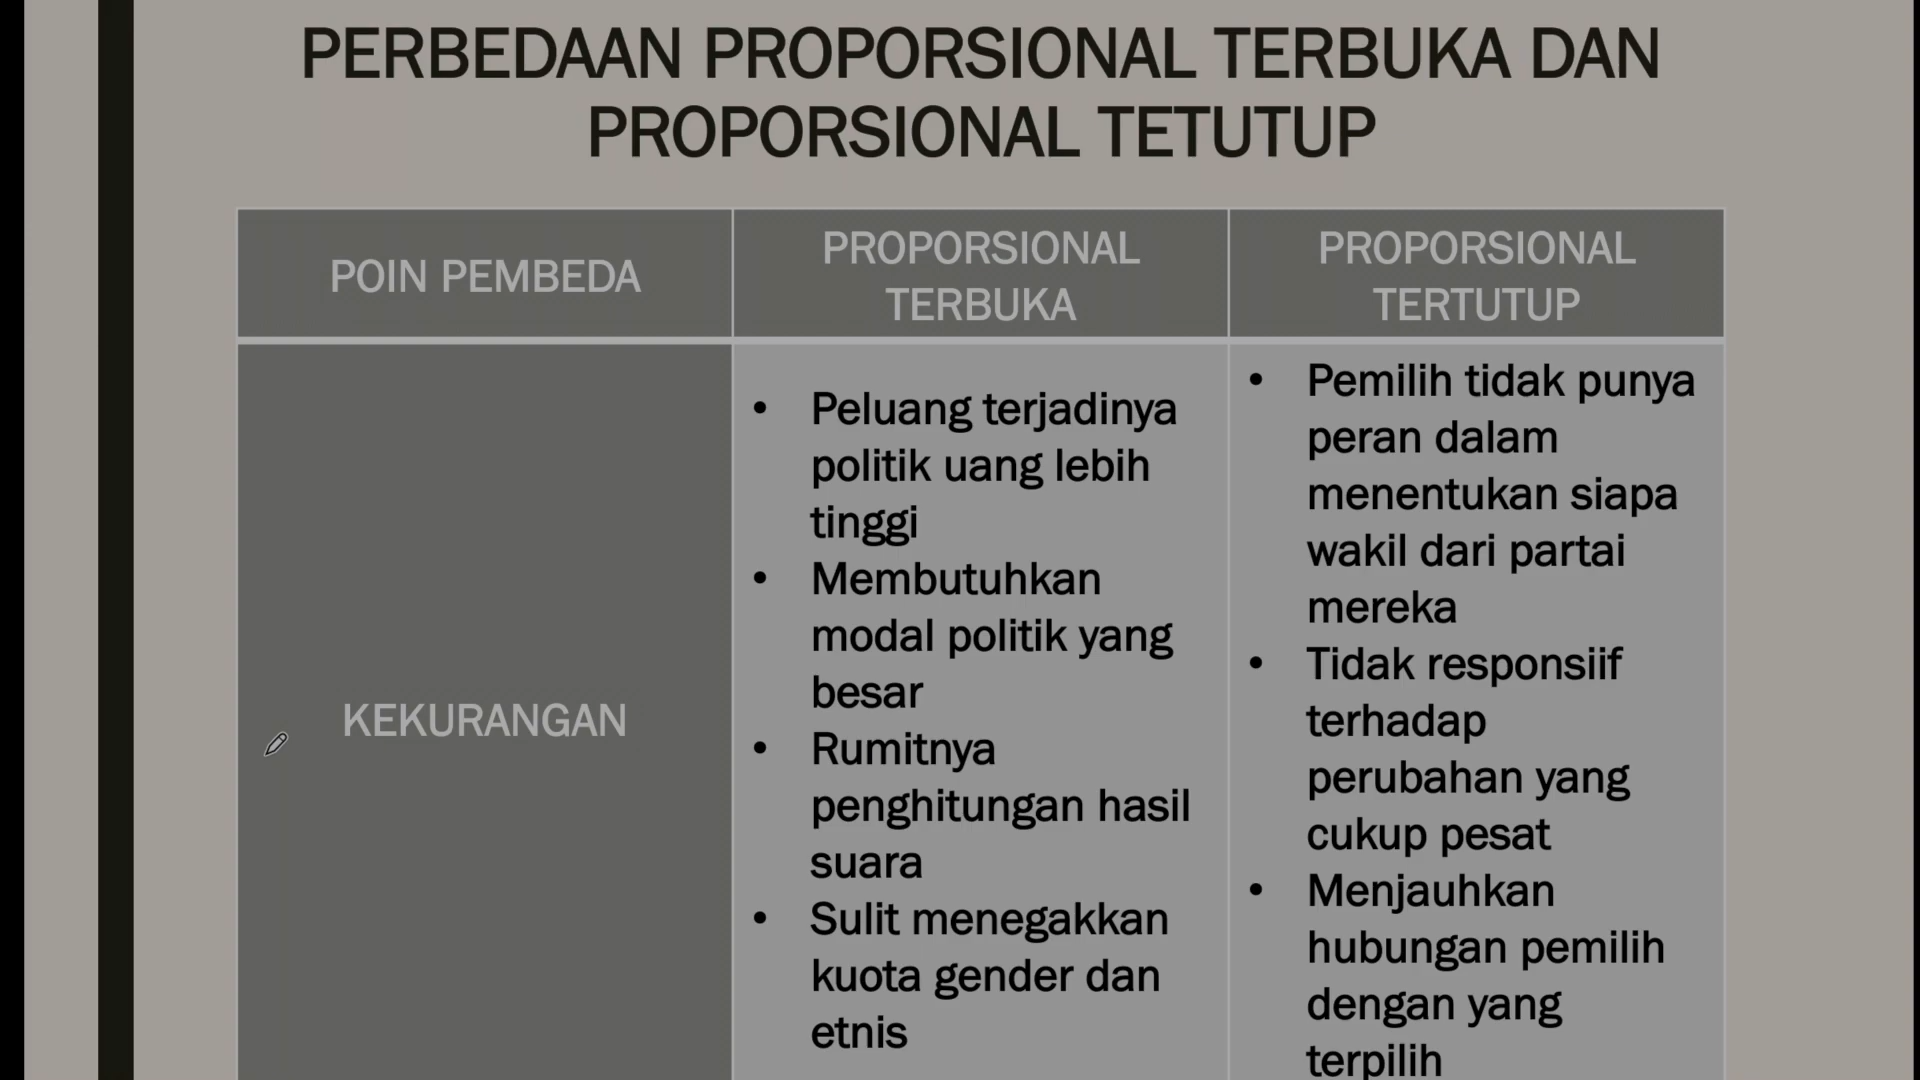 PERBEDAAN PROPORSIONAL TERBUKA DAN
PROPORSIONAL TETUTUP
POIN PEMBEDA
PROPORSIONAL
TERBUKA
PROPORSIONAL
TERTUTUP
KEKURANGAN
• Peluang terjadinya
politik uang lebih
tinggi
• Membutuhkan
modal politik yang
besar
• Rumitnya
penghitungan hasil
suara
• Sulit menegakkan
kuota gender dan
etnis
• Pemilih tidak punya
peran dalam
menentukan siapa
wakil dari partai
mereka
• Tidak responsiif
terhadap
perubahan yang
cukup pesat
• Menjauhkan
hubungan pemilih
dengan yang
terpilih